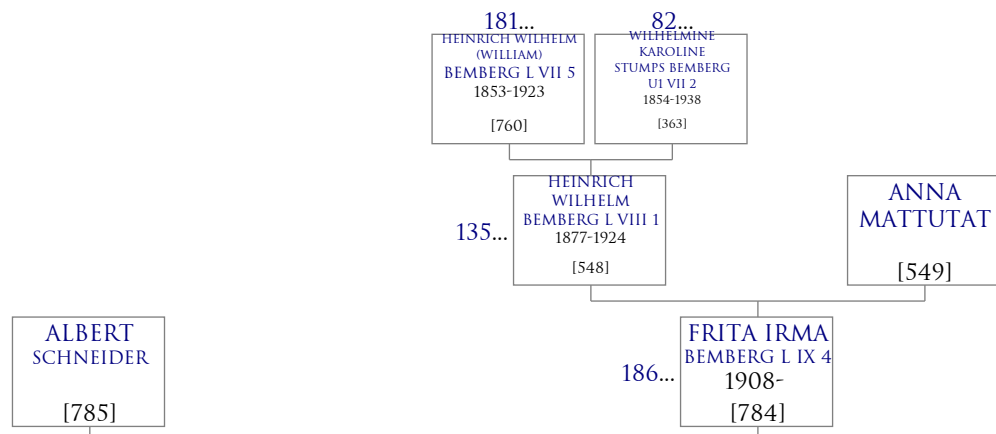 181...
HEINRICH WILHELM
(WILLIAM)
BEMBERG L VII 5
1853-1923
[760]
82...
WILHELMINE
KAROLINE
STUMPS BEMBERG
U1 VII 2
1854-1938
[363]
135...
HEINRICH
WILHELM
BEMBERG L VIII 1
1877-1924
[548]
ANNA
MATTUTAT
[549]
ALBERT
SCHNEIDER
[785]
186...
FRITA IRMA
BEMBERG L IX 4
1908-
[784]